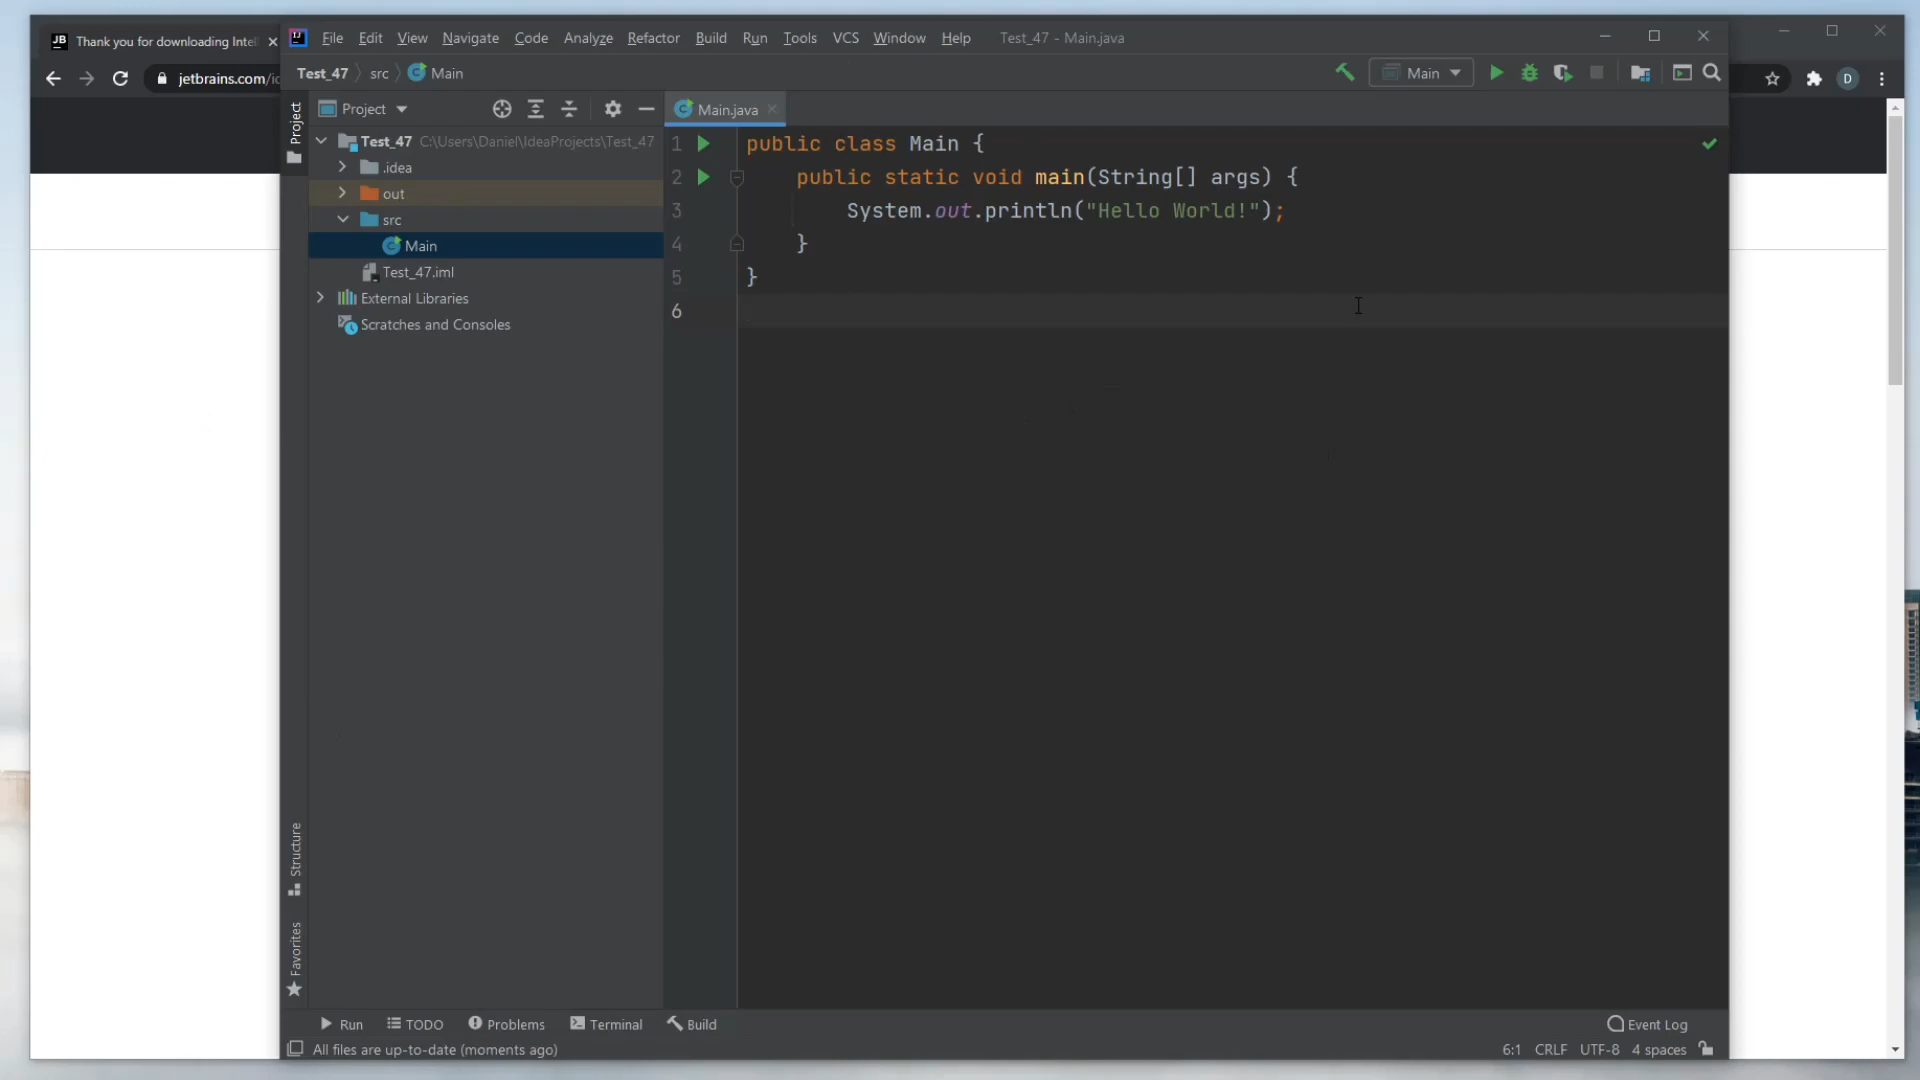 JB Thank you for downloading Intel
jetbrains.com/id
D
IJ File Edit View Navigate Code Analyze Refactor Build Run Tools VCS Window Help Test_47 - Main.java
Test_47 src Main
Main
Project
Project
Main.java
Test_47 C:\Users\Daniel\IdeaProjects\Test_47
.idea
out
src
Main
Test_47.iml
External Libraries
Scratches and Consoles
1 public class Main {
2 public static void main(String[] args) {
3 System.out.println("Hello World!");
4 }
5 }
6
Structure
Favorites
Run TODO Problems Terminal Build Event Log
All files are up-to-date (moments ago) 6:1 CRLF UTF-8 4 spaces